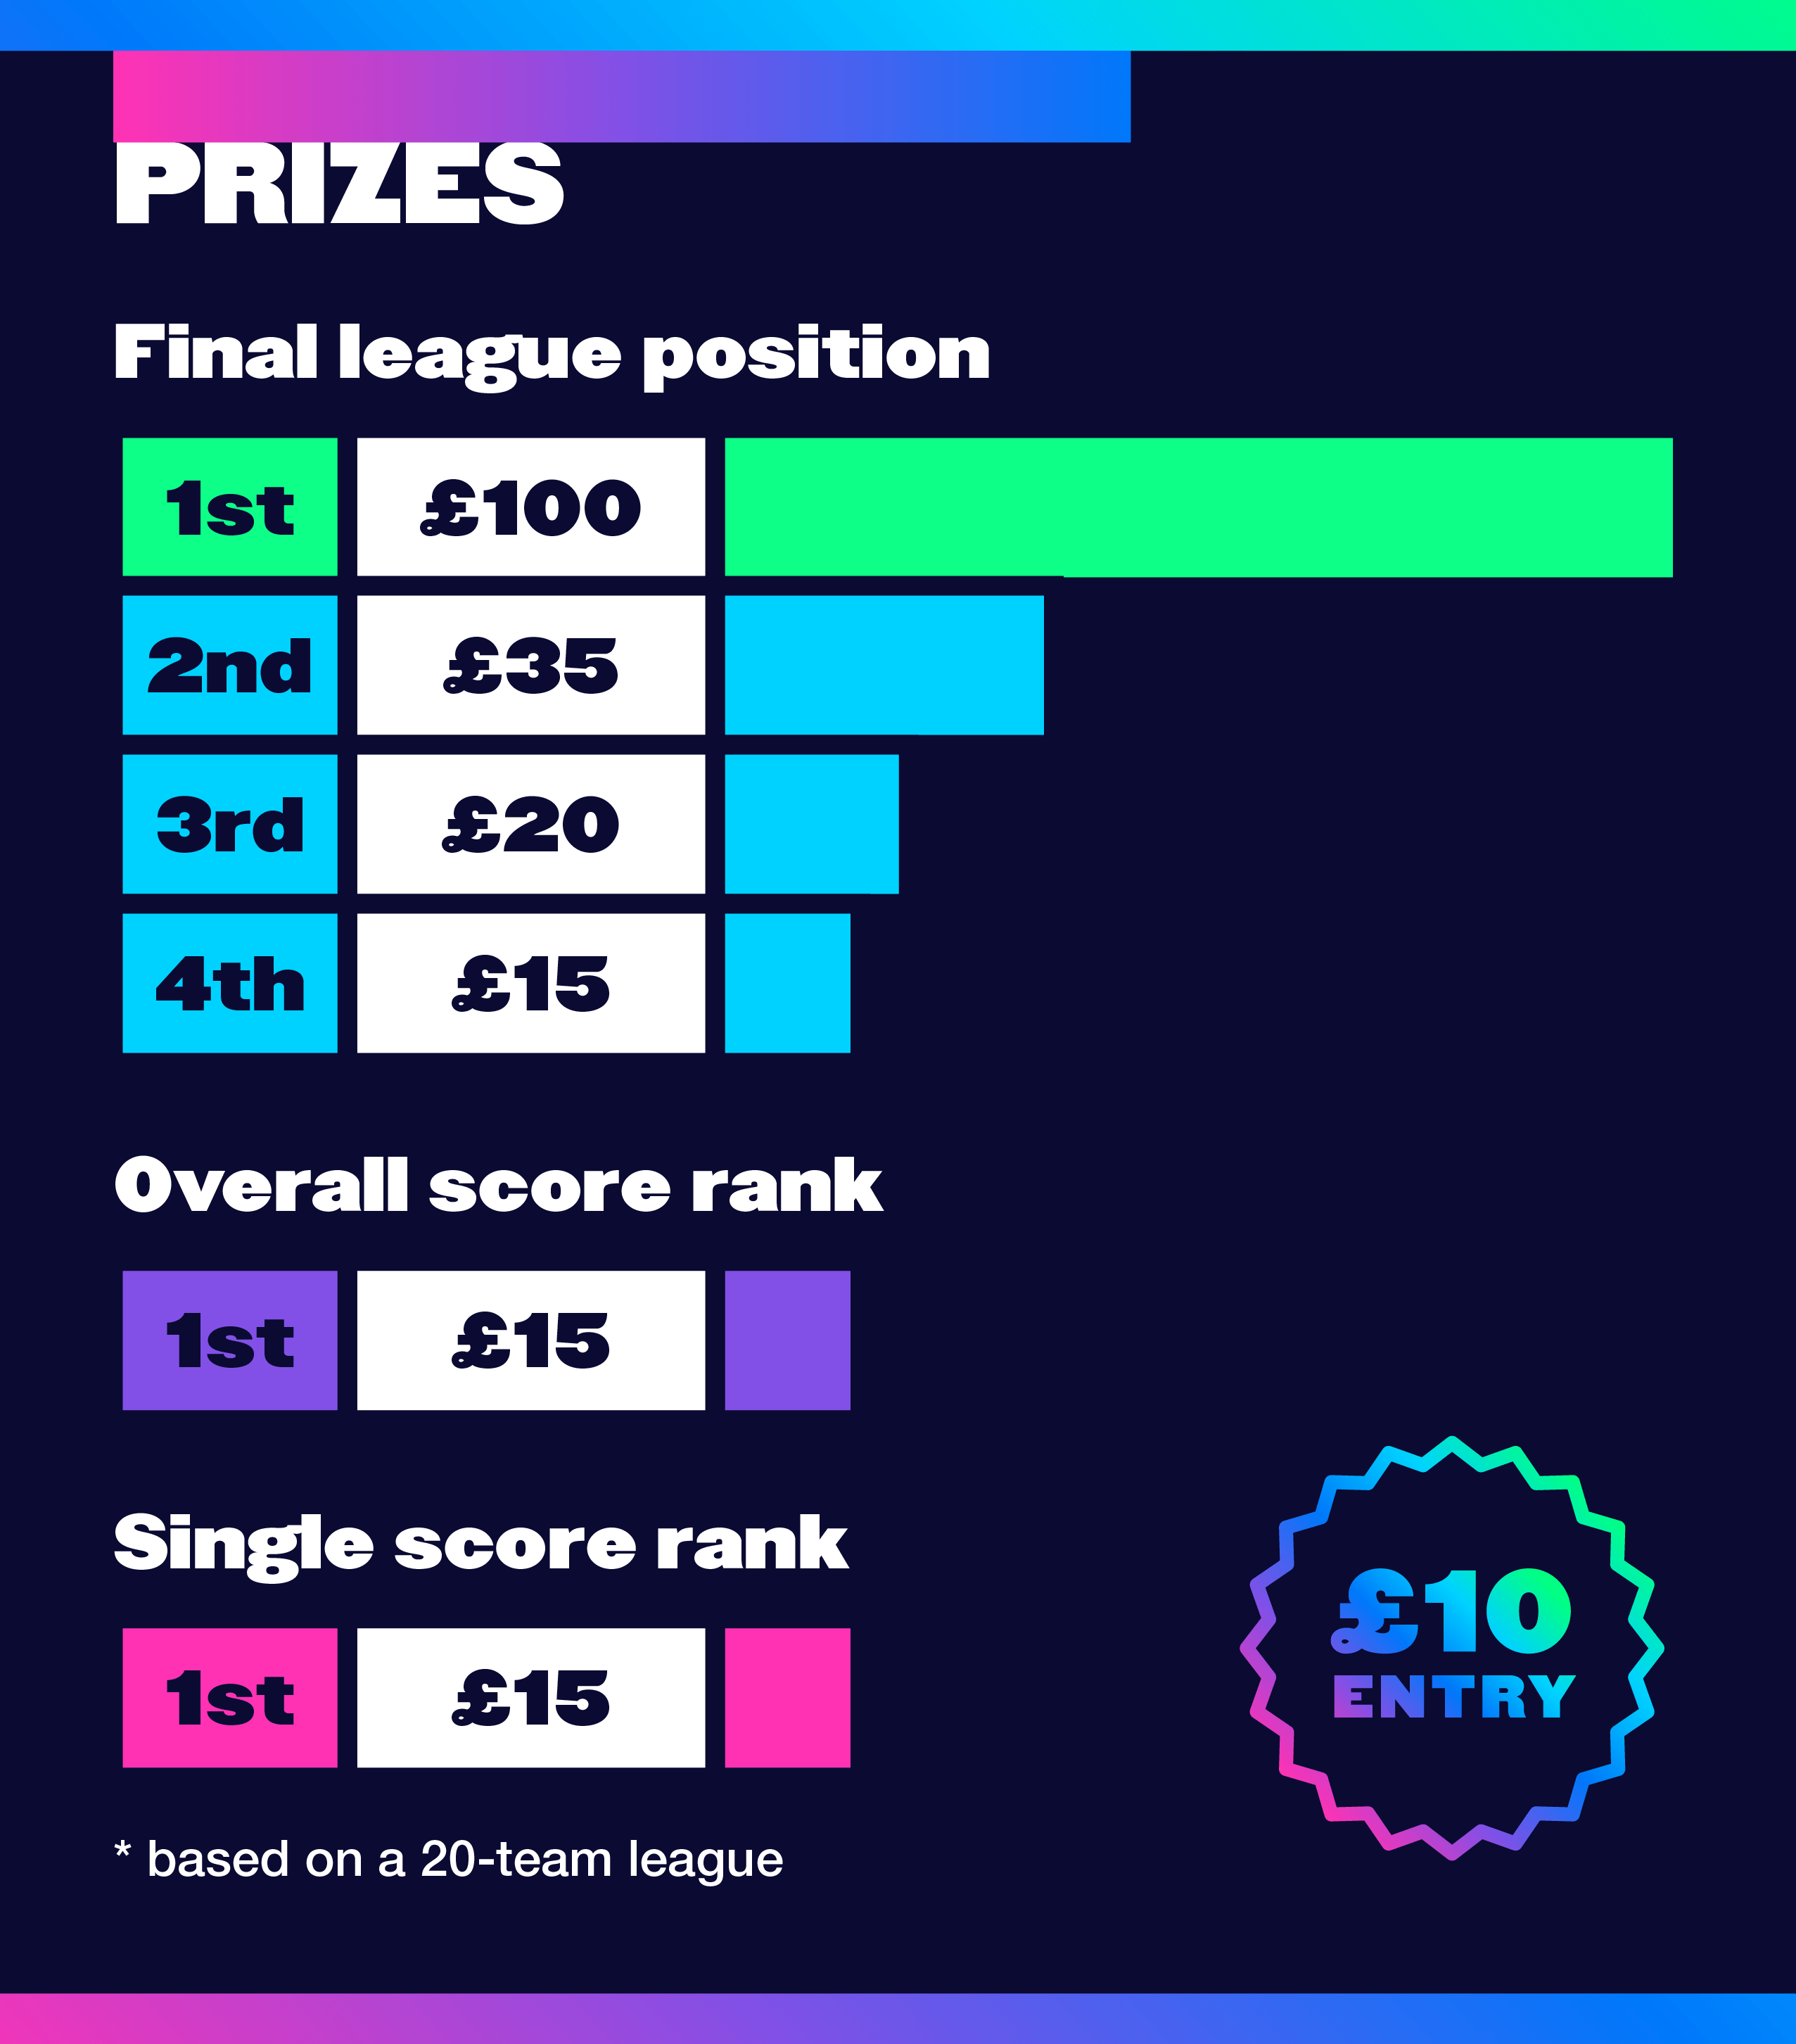 PRIZES
Final league position
1st £100
2nd £35
3rd £20
4th £15
Overall score rank
1st £15
Single score rank
1st £15
£10
ENTRY
* based on a 20-team league